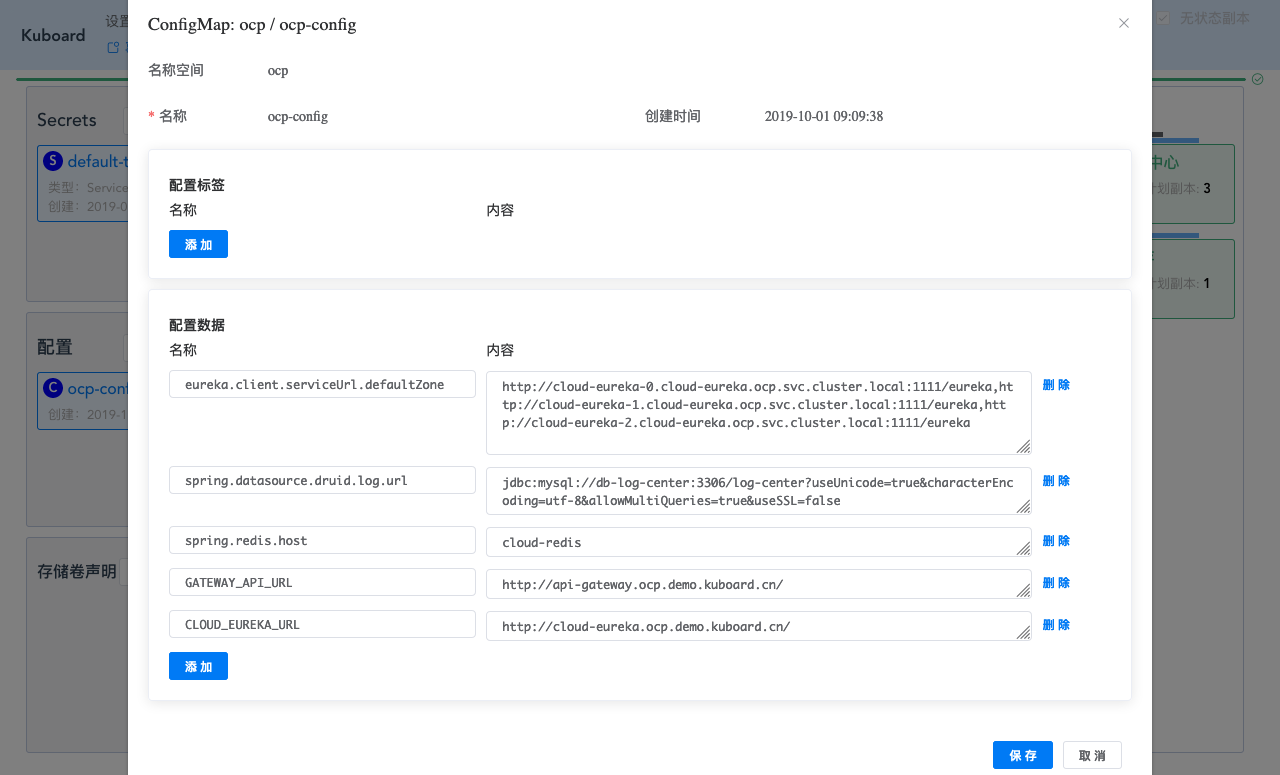 ConfigMap: ocp / ocp-config
名称空间 ocp
* 名称 ocp-config 创建时间 2019-10-01 09:09:38
配置标签
名称 内容
添 加
配置数据
名称 内容
eureka.client.serviceUrl.defaultZone
http://cloud-eureka-0.cloud-eureka.ocp.svc.cluster.local:1111/eureka,ht
tp://cloud-eureka-1.cloud-eureka.ocp.svc.cluster.local:1111/eureka,htt
p://cloud-eureka-2.cloud-eureka.ocp.svc.cluster.local:1111/eureka
删 除
spring.datasource.druid.log.url
jdbc:mysql://db-log-center:3306/log-center?useUnicode=true&characterEnc
oding=utf-8&allowMultiQueries=true&useSSL=false
删 除
spring.redis.host cloud-redis 删 除
GATEWAY_API_URL http://api-gateway.ocp.demo.kuboard.cn/ 删 除
CLOUD_EUREKA_URL http://cloud-eureka.ocp.demo.kuboard.cn/ 删 除
添 加
保 存 取 消
Kuboard 设置
Secrets
S default-t
类型: Service
创建: 2019-0
配置
C ocp-conf
创建: 2019-1
存储卷声明
无状态副本
中心
计划副本: 3
计划副本: 1